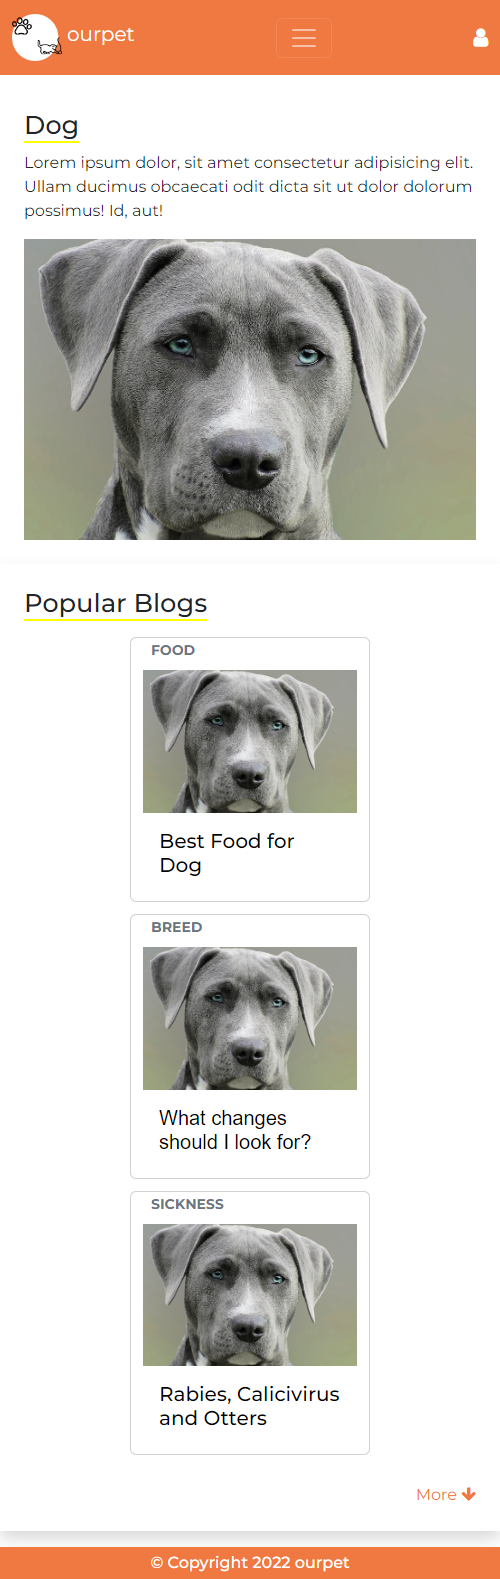 ourpet
Dog
Lorem ipsum dolor, sit amet consectetur adipisicing elit.
Ullam ducimus obcaecati odit dicta sit ut dolor dolorum
possimus! Id, aut!
Popular Blogs
FOOD
Best Food for
Dog
BREED
What changes
should I look for?
SICKNESS
Rabies, Calicivirus
and Otters
More
© Copyright 2022 ourpet